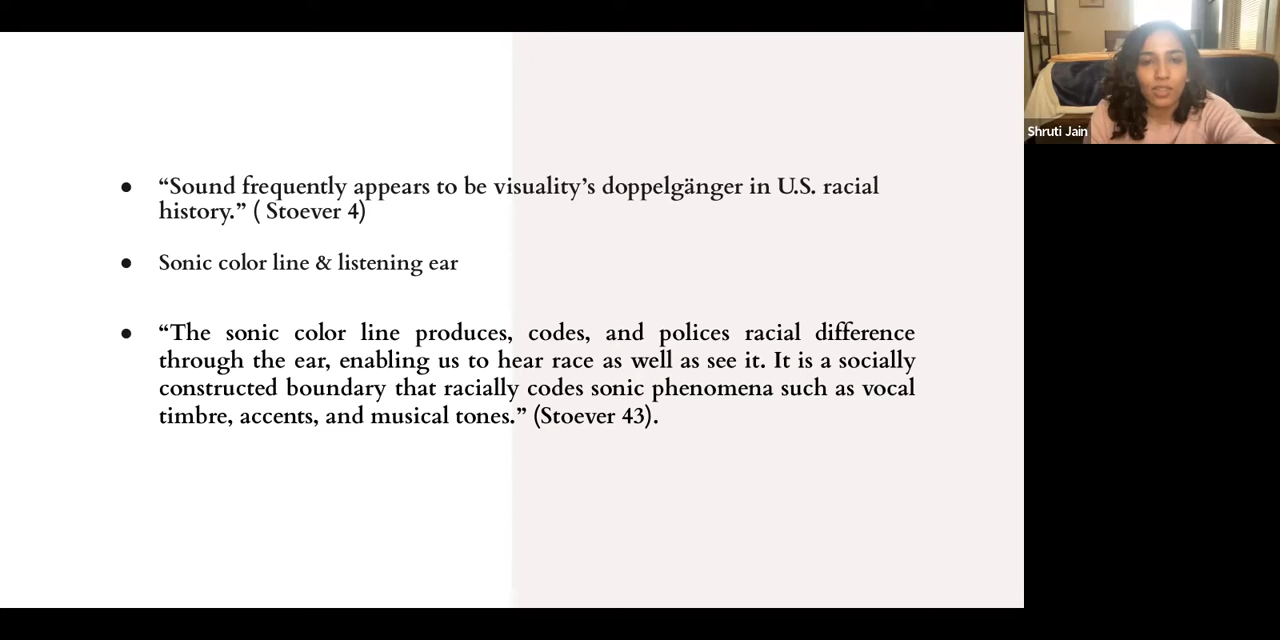 • “Sound frequently appears to be visuality’s doppelgänger in U.S. racial
history.” ( Stoever 4)
• Sonic color line & listening ear
• “The sonic color line produces, codes, and polices racial difference
through the ear, enabling us to hear race as well as see it. It is a socially
constructed boundary that racially codes sonic phenomena such as vocal
timbre, accents, and musical tones.” (Stoever 43).
Shruti Jain